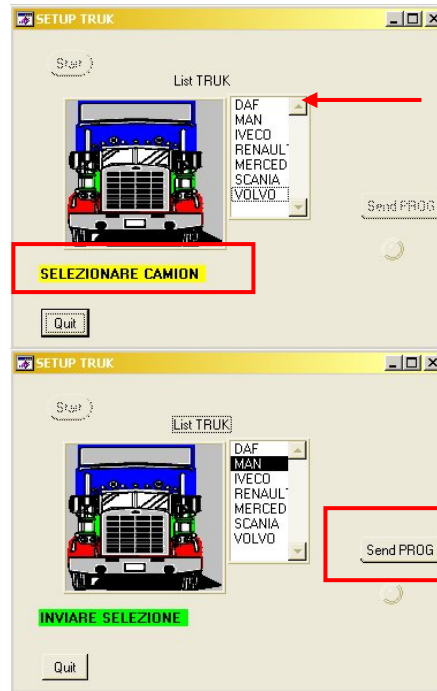 SETUP TRUK
Start
List TRUK
DAF
MAN
IVECO
RENAULT
MERCED
SCANIA
VOLVO
Send PROG
SELEZIONARE CAMION
Quit
SETUP TRUK
Start
List TRUK
DAF
MAN
IVECO
RENAULT
MERCED
SCANIA
VOLVO
Send PROG
INVIARE SELEZIONE
Quit